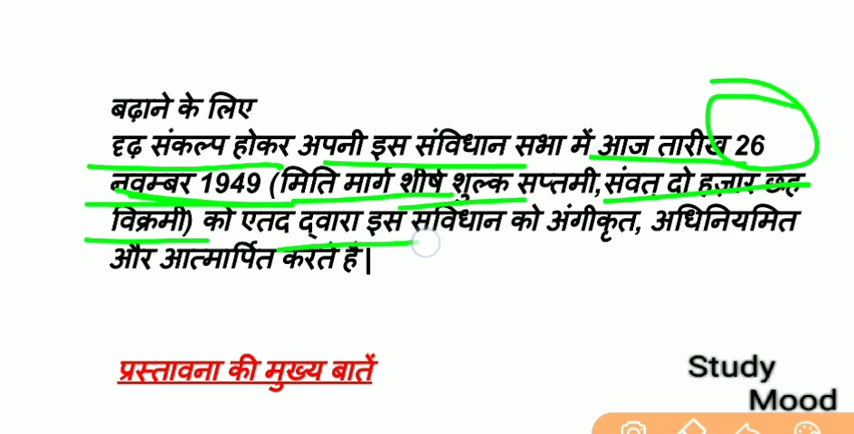 बढ़ाने के लिए
दृढ़ संकल्प होकर अपनी इस संविधान सभा में आज तारीख 26
नवम्बर 1949 (मिति मार्ग शीर्ष शुल्क सप्तमी,संवत् दो हज़ार छह
विक्रमी) को एतद द्वारा इस संविधान को अंगीकृत, अधिनियमित
और आत्मार्पित करते है|
प्रस्तावना की मुख्य बातें
Study
Mood